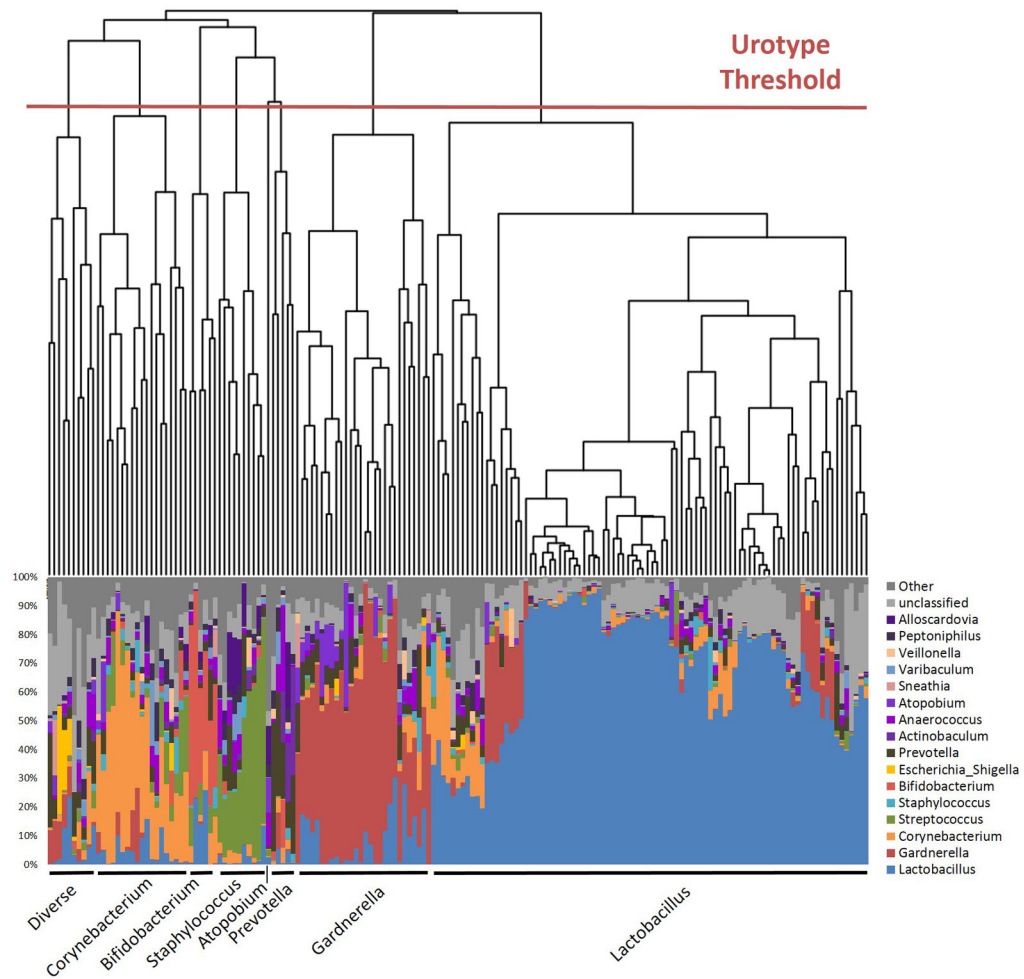 Urotype
Threshold
100%
90%
80%
70%
60%
50%
40%
30%
20%
10%
0%
Other
unclassified
Alloscardovia
Peptoniphilus
Veillonella
Varibaculum
Sneathia
Atopobium
Anaerococcus
Actinobaculum
Prevotella
Escherichia_Shigella
Bifidobacterium
Staphylococcus
Streptococcus
Corynebacterium
Gardnerella
Lactobacillus
Diverse
Corynebacterium
Bifidobacterium
Staphylococcus
Atopobium
Prevotella
Gardnerella
Lactobacillus